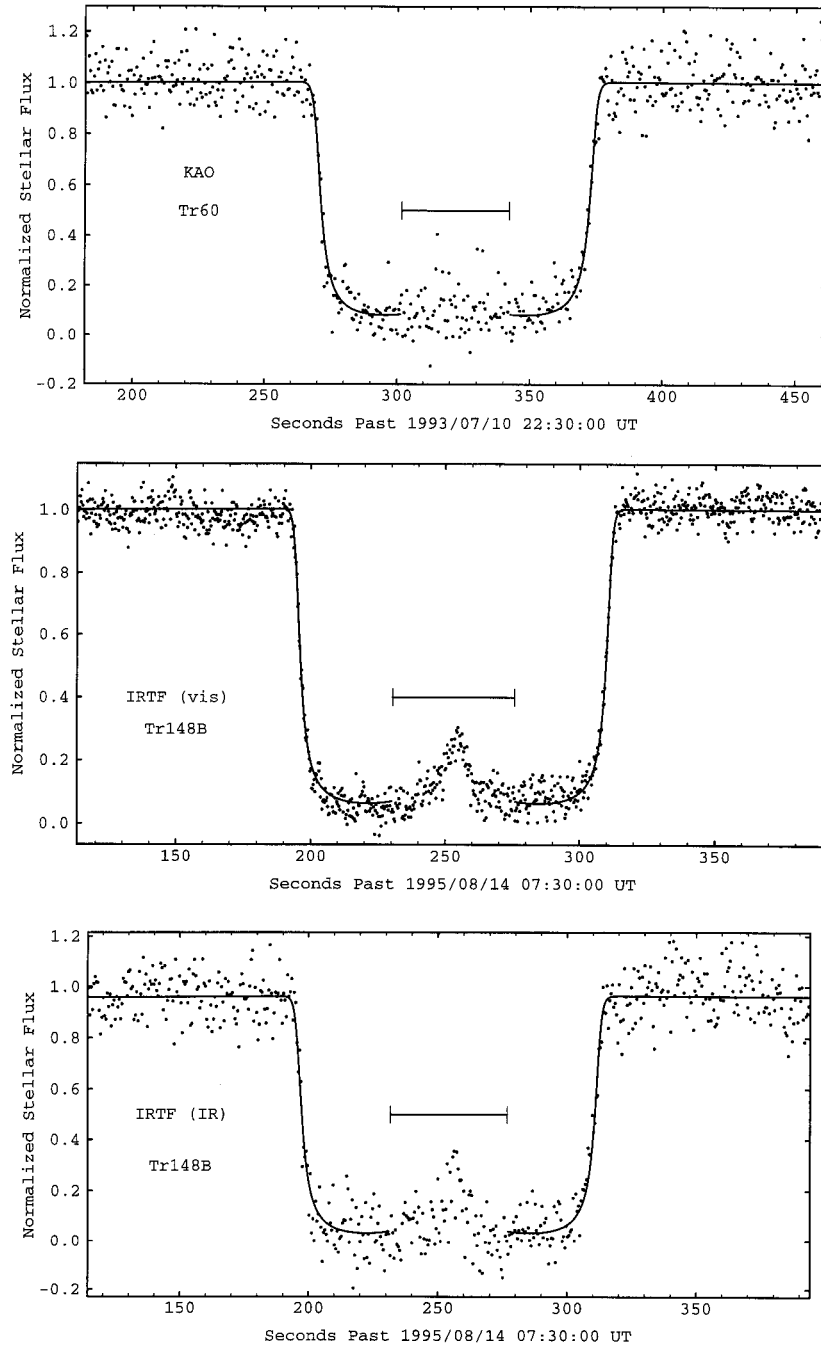 Normalized Stellar Flux
1.2
1.0
0.8
0.6
0.4
0.2
0.0
-0.2
KAO
Tr60
200 250 300 350 400 450
Seconds Past 1993/07/10 22:30:00 UT
Normalized Stellar Flux
1.0
0.8
0.6
0.4
0.2
0.0
IRTF (vis)
Tr148B
150 200 250 300 350
Seconds Past 1995/08/14 07:30:00 UT
Normalized Stellar Flux
1.2
1.0
0.8
0.6
0.4
0.2
0.0
-0.2
IRTF (IR)
Tr148B
150 200 250 300 350
Seconds Past 1995/08/14 07:30:00 UT